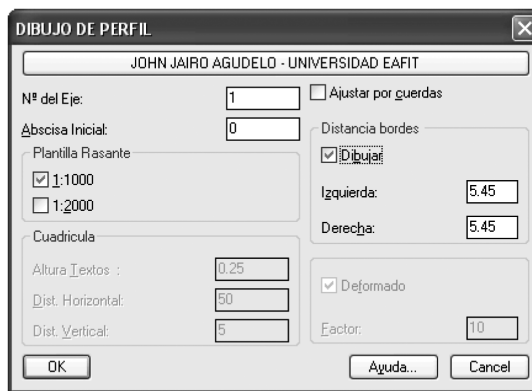 DIBUJO DE PERFIL
JOHN JAIRO AGUDELO - UNIVERSIDAD EAFIT
Nº del Eje: 1
Abscisa Inicial: 0
Plantilla Rasante
1:1000
1:2000
Cuadricula
Altura Textos : 0.25
Dist. Horizontal: 50
Dist. Vertical: 5
Ajustar por cuerdas
Distancia bordes
Dibujar
Izquierda: 5.45
Derecha: 5.45
Deformado
Factor: 10
OK
Ayuda...
Cancel